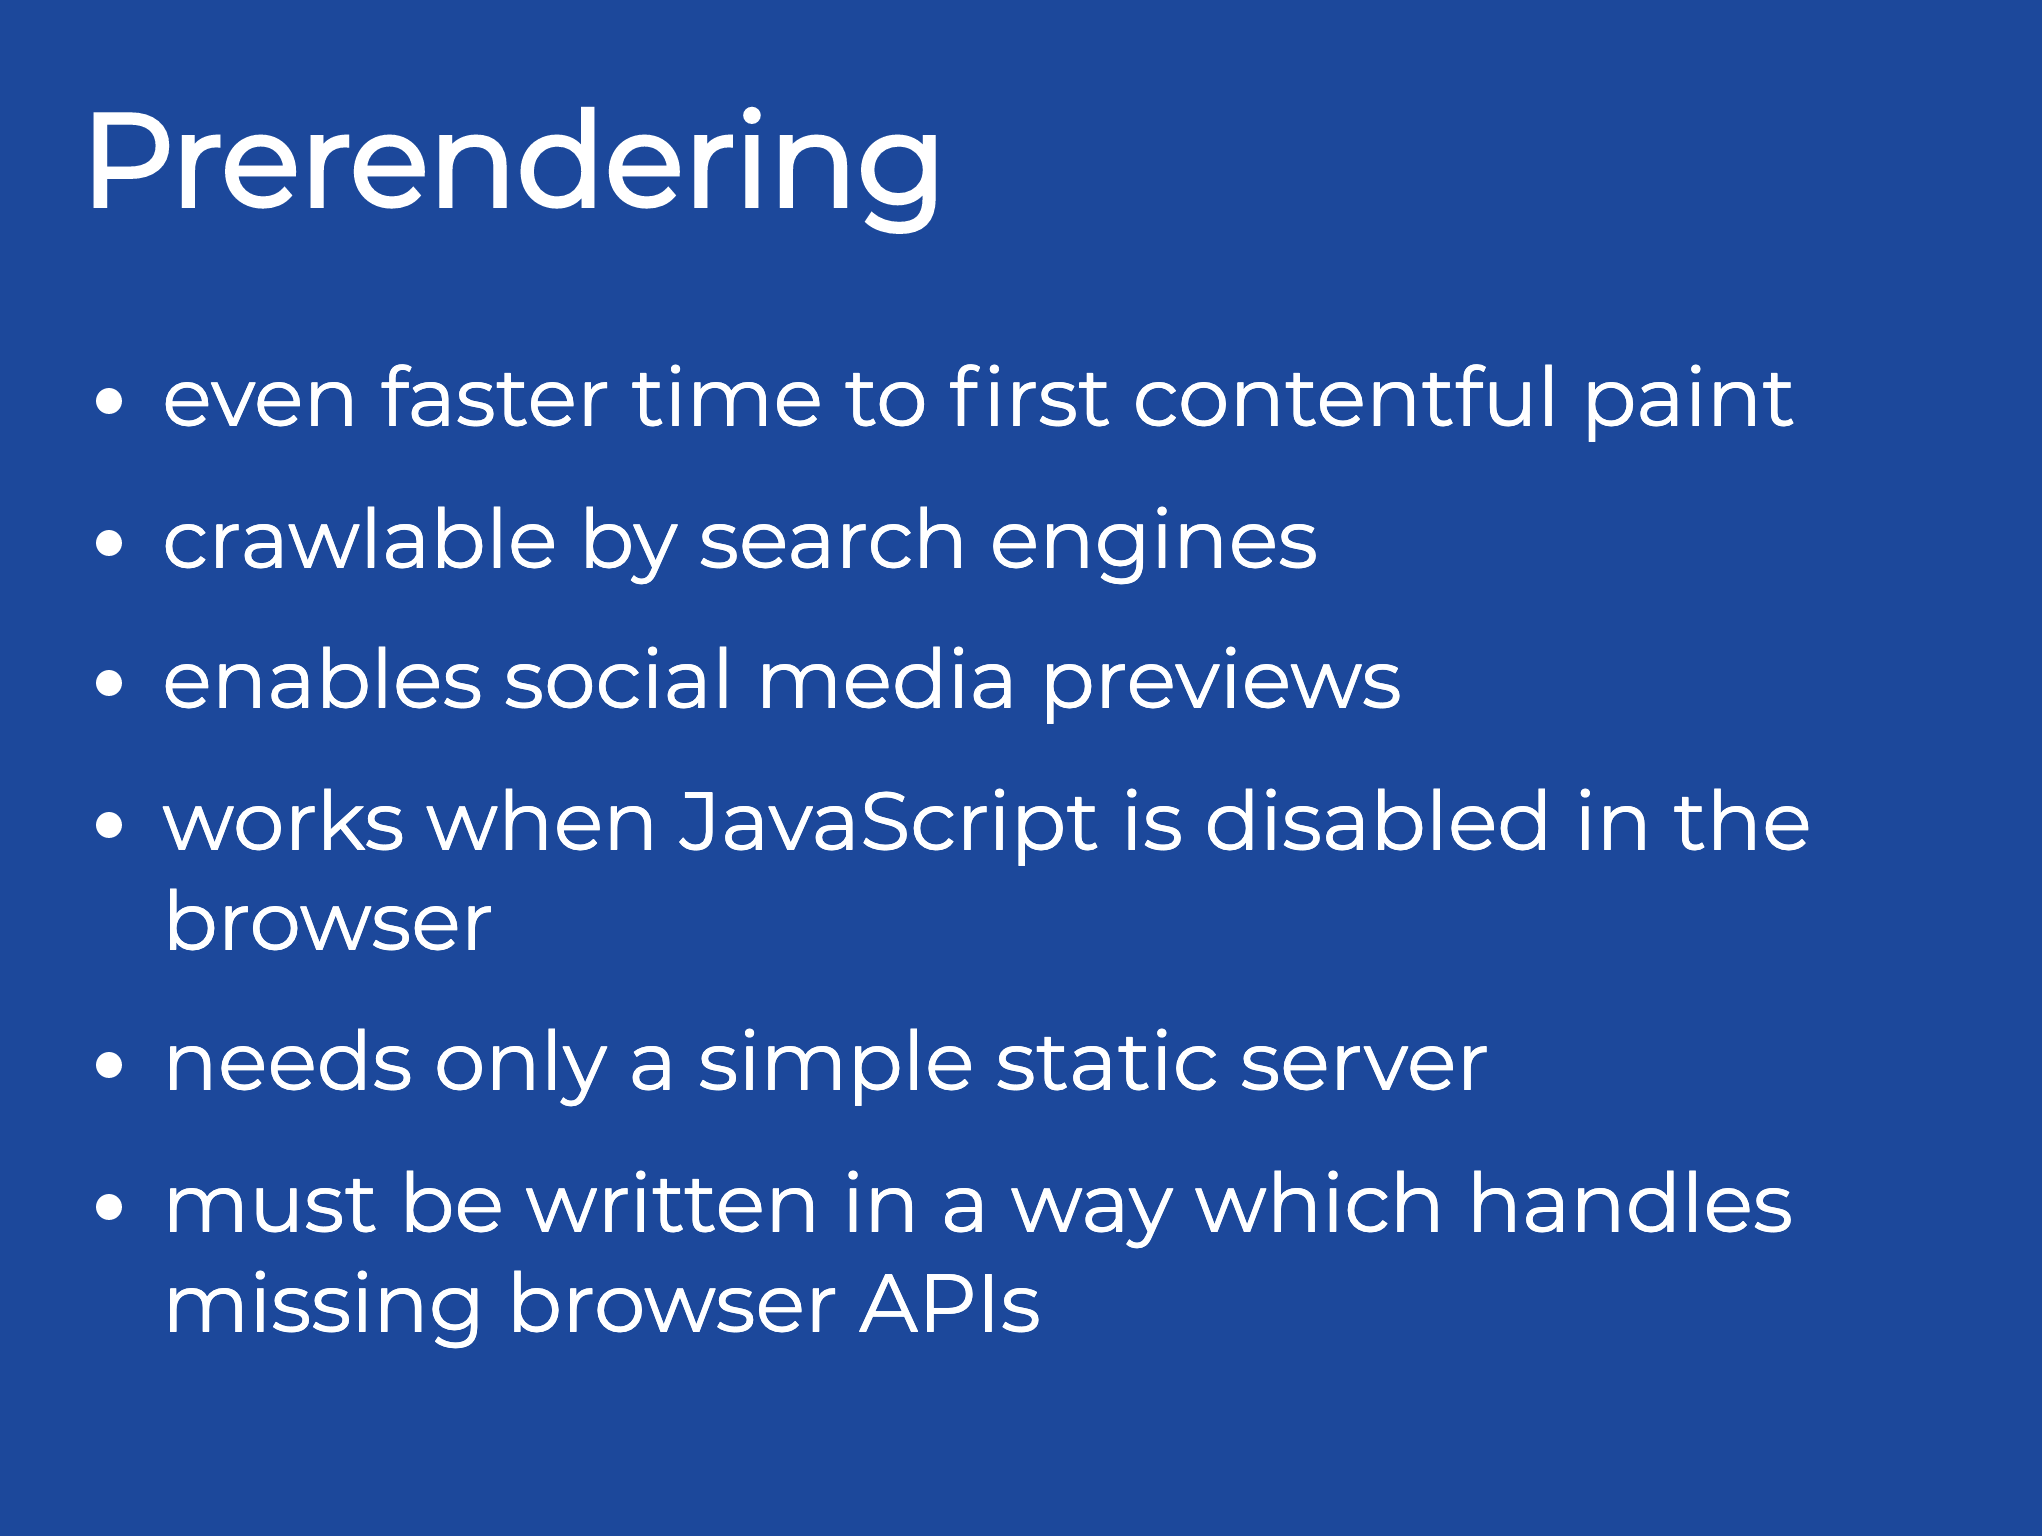 Prerendering
• even faster time to first contentful paint
• crawlable by search engines
• enables social media previews
• works when JavaScript is disabled in the
browser
• needs only a simple static server
• must be written in a way which handles
missing browser APIs